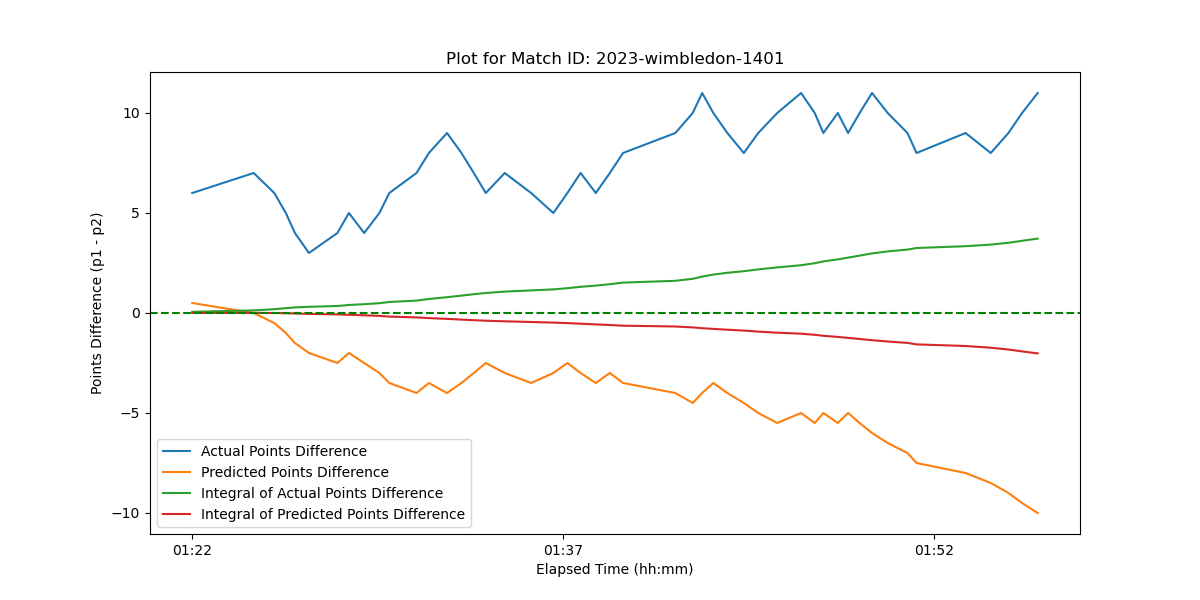 Plot for Match ID: 2023-wimbledon-1401
Points Difference (p1 - p2)
10
5
0
−5
−10
Actual Points Difference
Predicted Points Difference
Integral of Actual Points Difference
Integral of Predicted Points Difference
01:22 01:37 01:52
Elapsed Time (hh:mm)